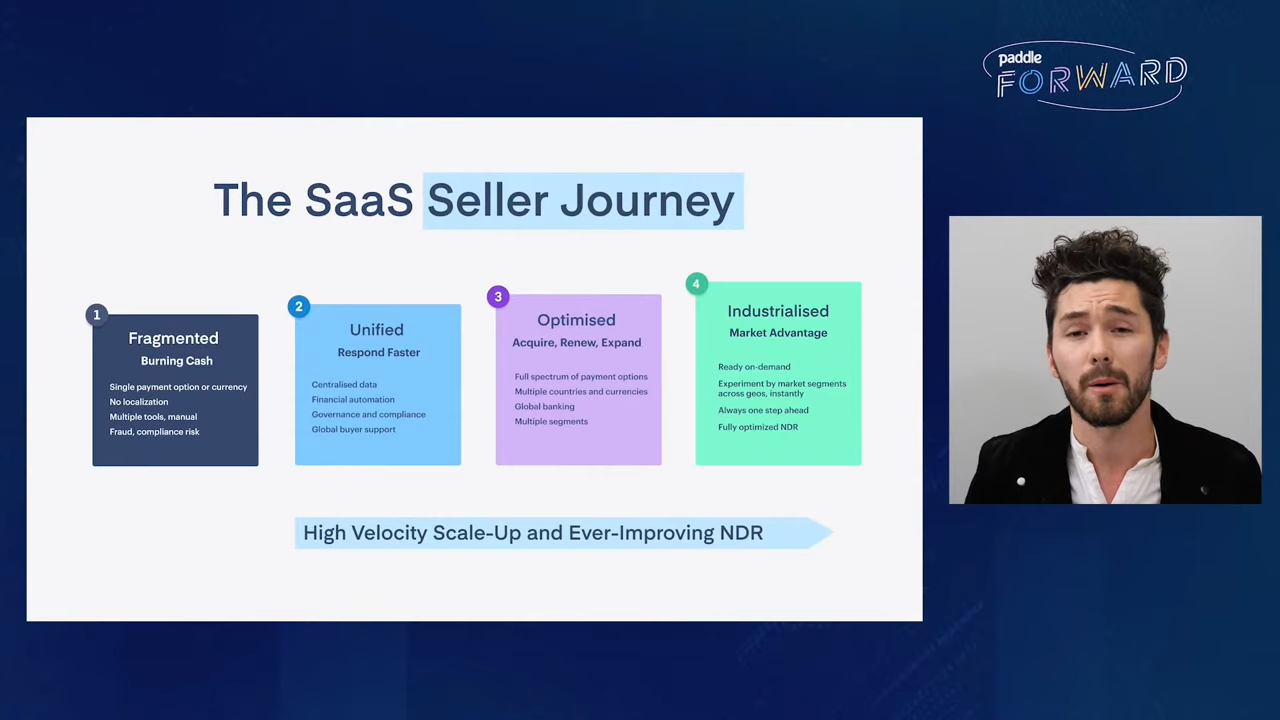 paddle
FORWARD
The SaaS Seller Journey
1
Fragmented
Burning Cash
Single payment option or currency
No localization
Multiple tools, manual
Fraud, compliance risk
2
Unified
Respond Faster
Centralised data
Financial automation
Governance and compliance
Global buyer support
3
Optimised
Acquire, Renew, Expand
Full spectrum of payment options
Multiple countries and currencies
Global banking
Multiple segments
4
Industrialised
Market Advantage
Ready on-demand
Experiment by market segments
across geos, instantly
Always one step ahead
Fully optimized NDR
High Velocity Scale-Up and Ever-Improving NDR